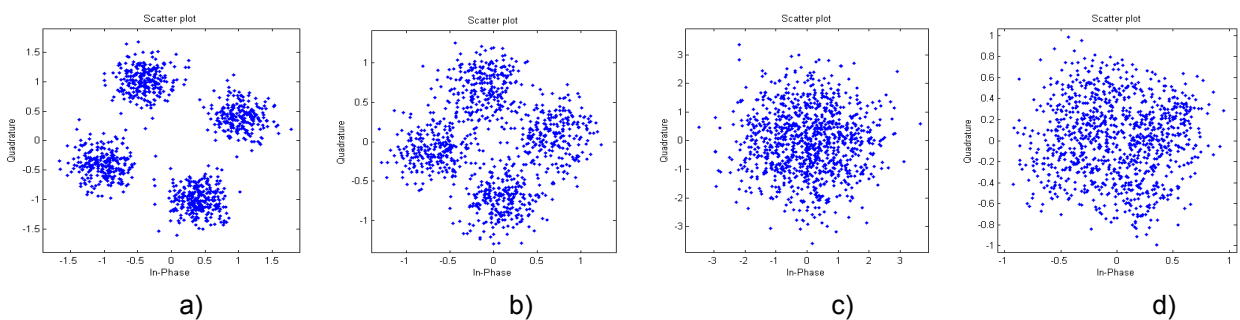 Scatter plot
1.5
1
0.5
0
-0.5
-1
-1.5
Quadrature
-1.5 -1 -0.5 0 0.5 1 1.5
In-Phase
a)
Scatter plot
1
0.5
0
-0.5
-1
Quadrature
-1 -0.5 0 0.5 1
In-Phase
b)
Scatter plot
3
2
1
0
-1
-2
-3
Quadrature
-3 -2 -1 0 1 2 3
In-Phase
c)
Scatter plot
1
0.8
0.6
0.4
0.2
0
-0.2
-0.4
-0.6
-0.8
-1
Quadrature
-1 -0.5 0 0.5 1
In-Phase
d)